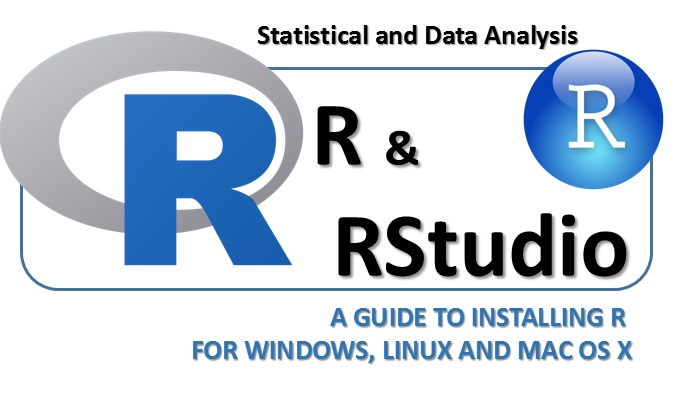 Statistical and Data Analysis
R
R &
R
RStudio
A GUIDE TO INSTALLING R
FOR WINDOWS, LINUX AND MAC OS X